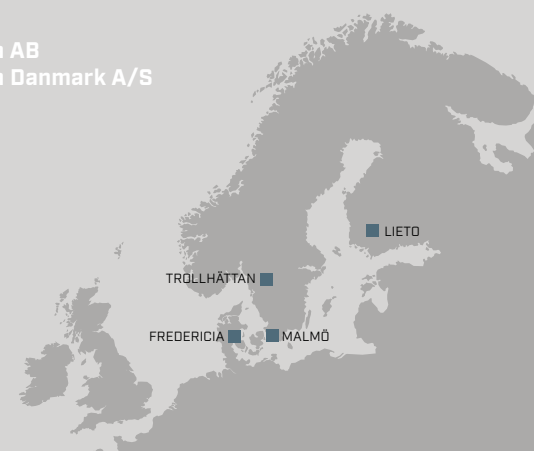 AB
Danmark A/S
LIETO
TROLLHÄTTAN
FREDERICIA
MALMÖ